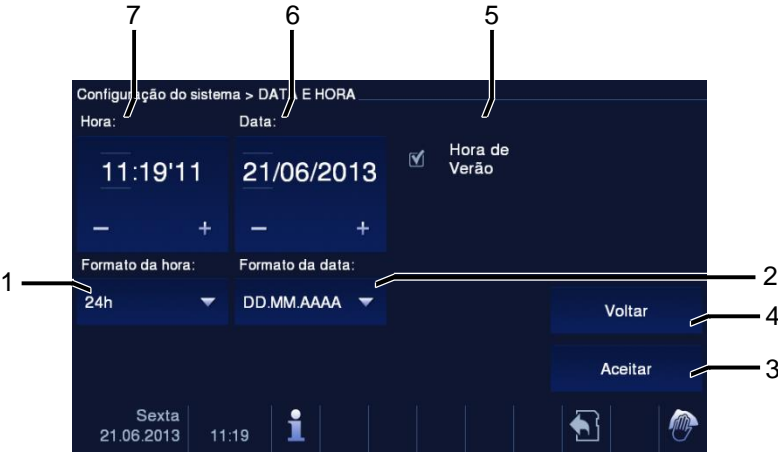 7 6 5
Configuração do sistema > DATA E HORA
Hora: Data:
11:19'11 21/06/2013 Hora de
Verão
– + – +
Formato da hora: Formato da data:
1 2
24h DD.MM.AAAA
Voltar 4
Aceitar 3
Sexta
21.06.2013 11:19 i